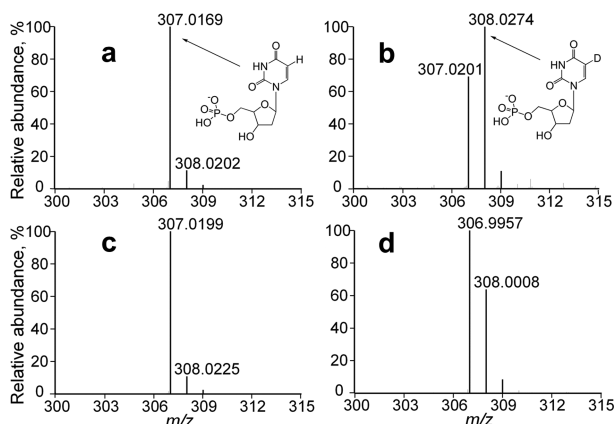 307.0169
100
80
60
40
20
0
Relative abundance, %
a
308.0202
300 303 306 309 312 315
O
H
NH
O
N
O⁻
O=P
HO
O
O
HO
308.0274
100
80
60
40
20
0
b
307.0201
300 303 306 309 312 315
O
D
NH
O
N
O⁻
O=P
HO
O
O
HO
307.0199
100
80
60
40
20
0
Relative abundance, %
c
308.0225
300 303 306 309 312 315
m/z
306.9957
100
80
60
40
20
0
d
308.0008
300 303 306 309 312 315
m/z